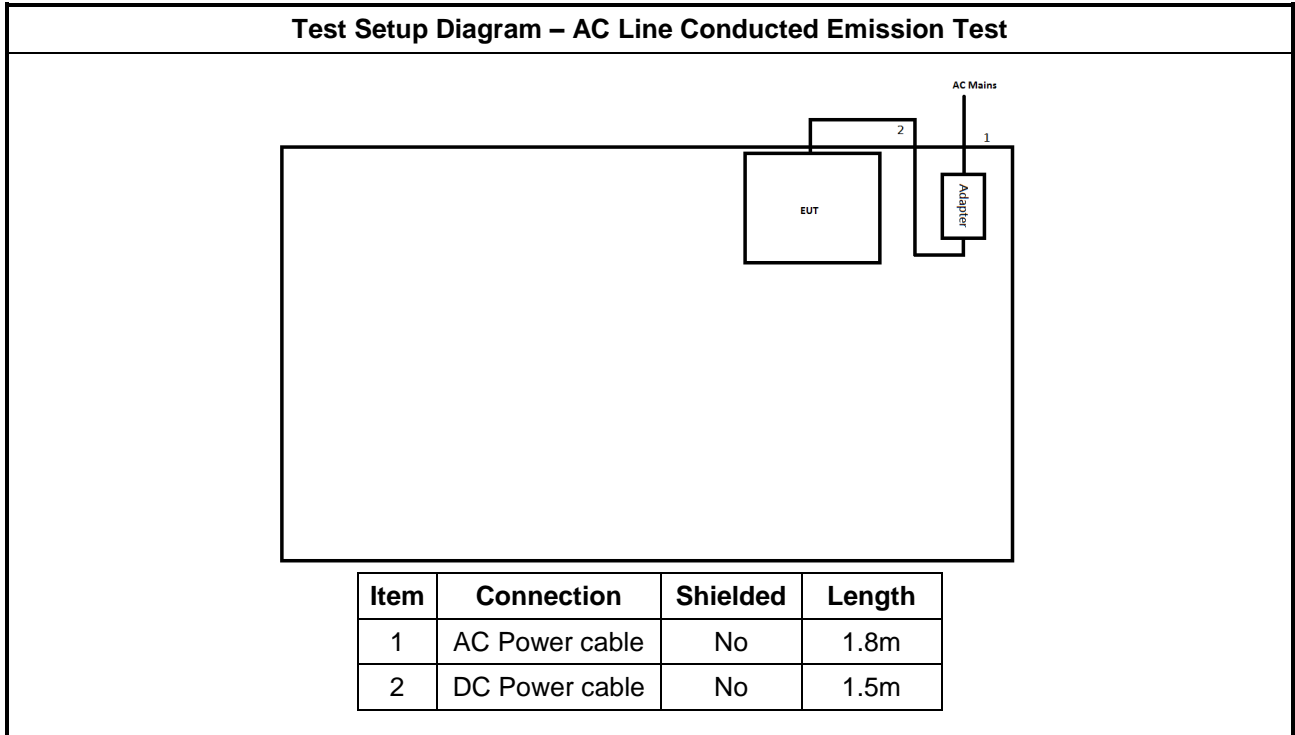 Test Setup Diagram – AC Line Conducted Emission Test
AC Mains
2
1
EUT
Adapter
Item Connection Shielded Length
1 AC Power cable No 1.8m
2 DC Power cable No 1.5m